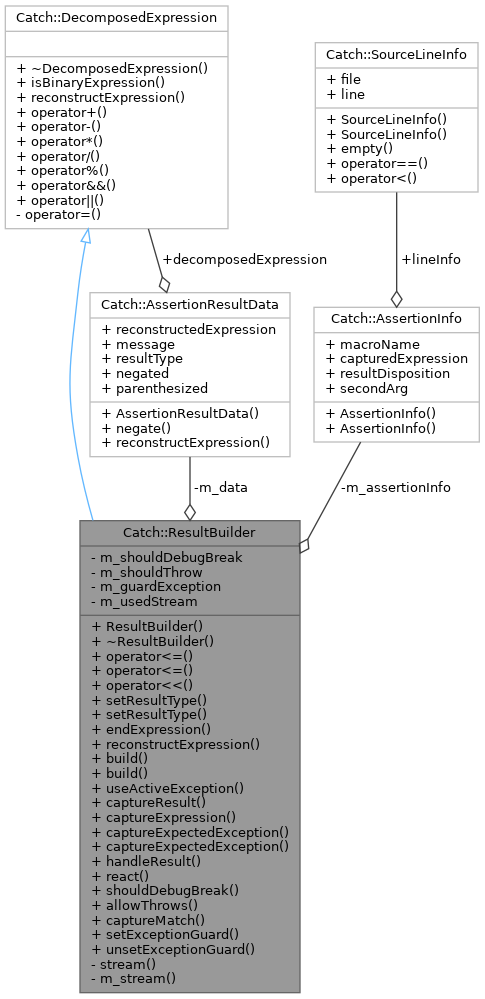 Catch::DecomposedExpression
+ ~DecomposedExpression()
+ isBinaryExpression()
+ reconstructExpression()
+ operator+()
+ operator-()
+ operator*()
+ operator/()
+ operator%()
+ operator&&()
+ operator||()
- operator=()
Catch::SourceLineInfo
+ file
+ line
+ SourceLineInfo()
+ SourceLineInfo()
+ empty()
+ operator==()
+ operator<()
+decomposedExpression
+lineInfo
Catch::AssertionResultData
+ reconstructedExpression
+ message
+ resultType
+ negated
+ parenthesized
+ AssertionResultData()
+ negate()
+ reconstructExpression()
Catch::AssertionInfo
+ macroName
+ capturedExpression
+ resultDisposition
+ secondArg
+ AssertionInfo()
+ AssertionInfo()
-m_data
-m_assertionInfo
Catch::ResultBuilder
- m_shouldDebugBreak
- m_shouldThrow
- m_guardException
- m_usedStream
+ ResultBuilder()
+ ~ResultBuilder()
+ operator<=()
+ operator<=()
+ operator<<()
+ setResultType()
+ setResultType()
+ endExpression()
+ reconstructExpression()
+ build()
+ build()
+ useActiveException()
+ captureResult()
+ captureExpression()
+ captureExpectedException()
+ captureExpectedException()
+ handleResult()
+ react()
+ shouldDebugBreak()
+ allowThrows()
+ captureMatch()
+ setExceptionGuard()
+ unsetExceptionGuard()
- stream()
- m_stream()